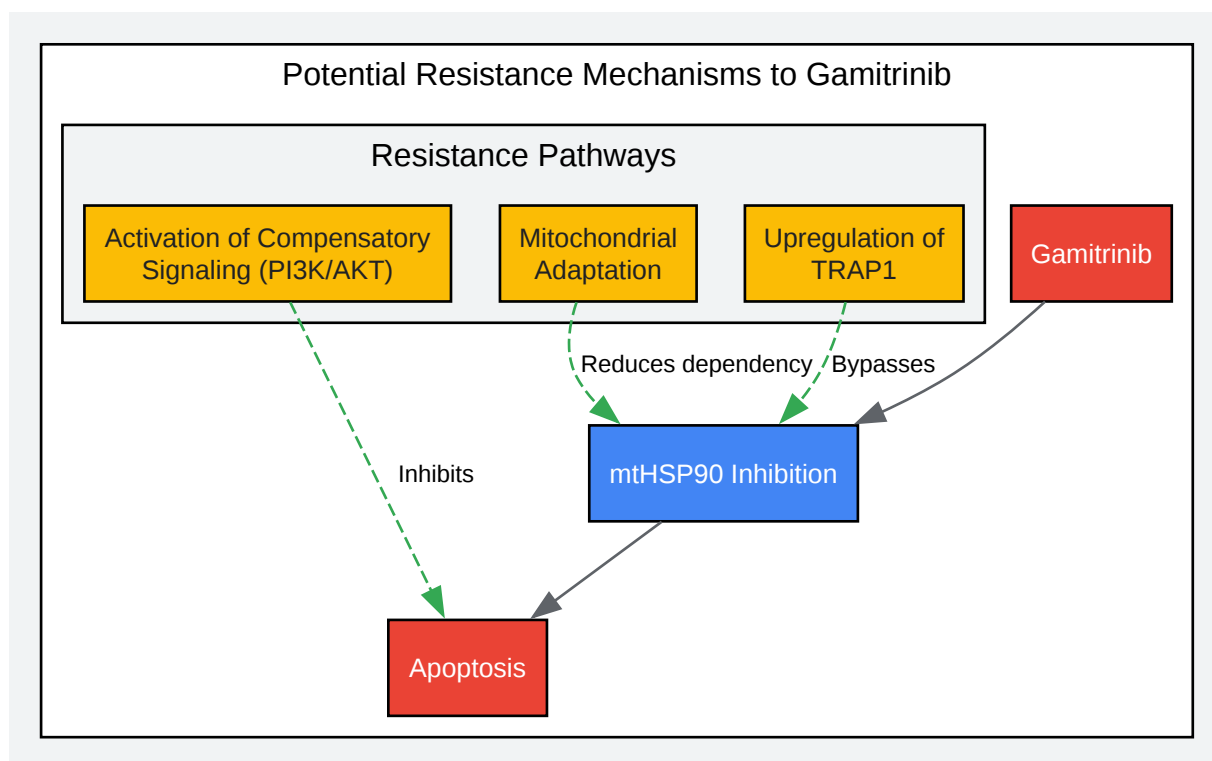 Potential Resistance Mechanisms to Gamitrinib
Resistance Pathways
Activation of Compensatory
Signaling (PI3K/AKT)
Mitochondrial
Adaptation
Upregulation of
TRAP1
Gamitrinib
Reduces dependency
Bypasses
Inhibits
mtHSP90 Inhibition
Apoptosis